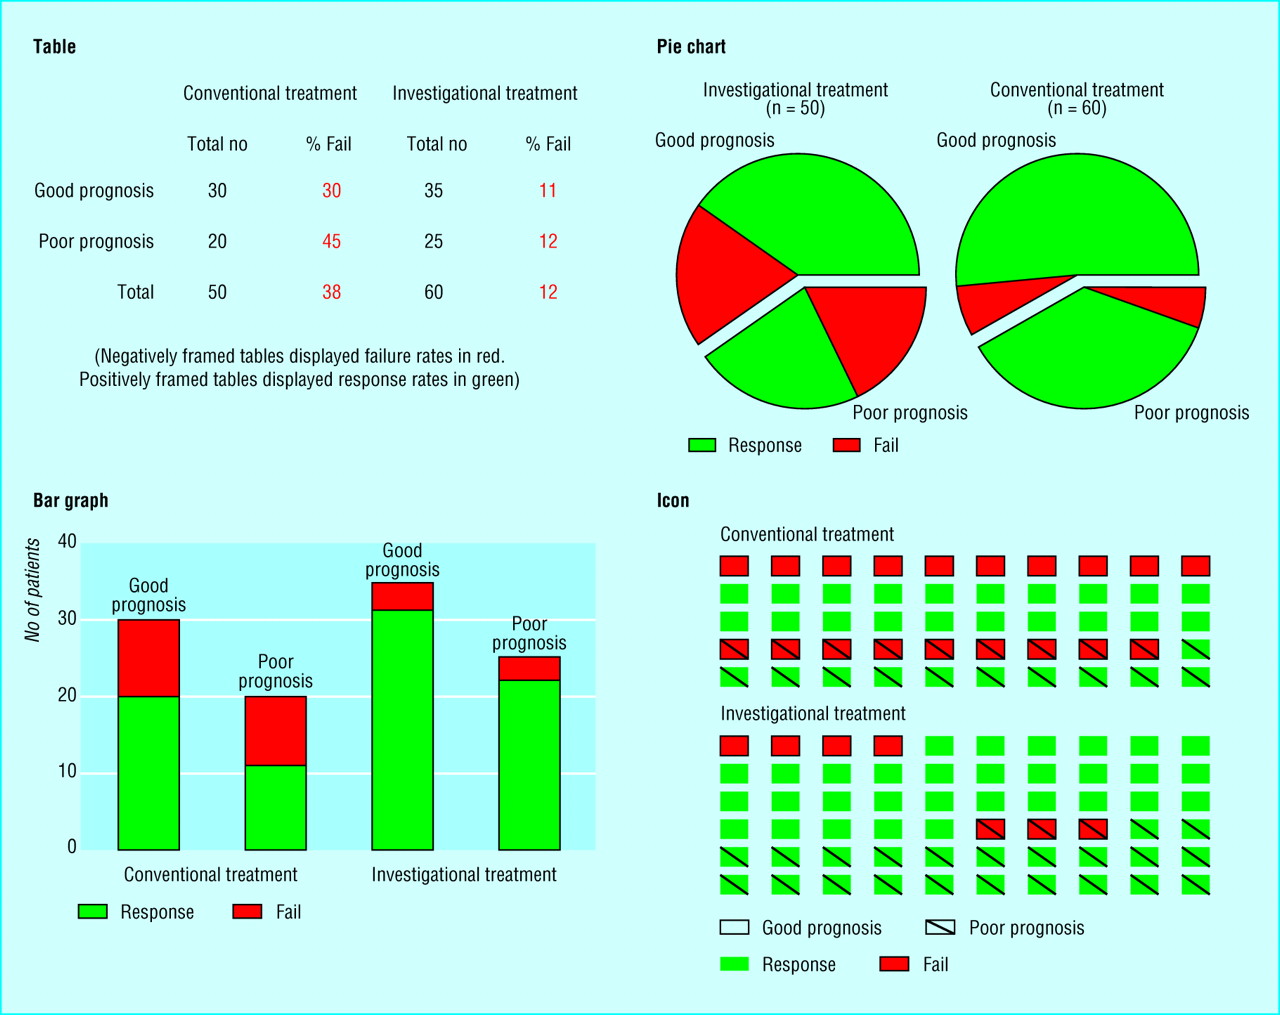 Table
Conventional treatment Investigational treatment
Total no % Fail Total no % Fail
Good prognosis 30 30 35 11
Poor prognosis 20 45 25 12
Total 50 38 60 12
(Negatively framed tables displayed failure rates in red.
Positively framed tables displayed response rates in green)
Pie chart
Investigational treatment
(n = 50)
Conventional treatment
(n = 60)
Good prognosis
Good prognosis
Poor prognosis
Poor prognosis
Response Fail
Bar graph
No of patients
40
30
20
10
0
Good
prognosis
Poor
prognosis
Good
prognosis
Poor
prognosis
Conventional treatment Investigational treatment
Response Fail
Icon
Conventional treatment
Investigational treatment
Good prognosis Poor prognosis
Response Fail